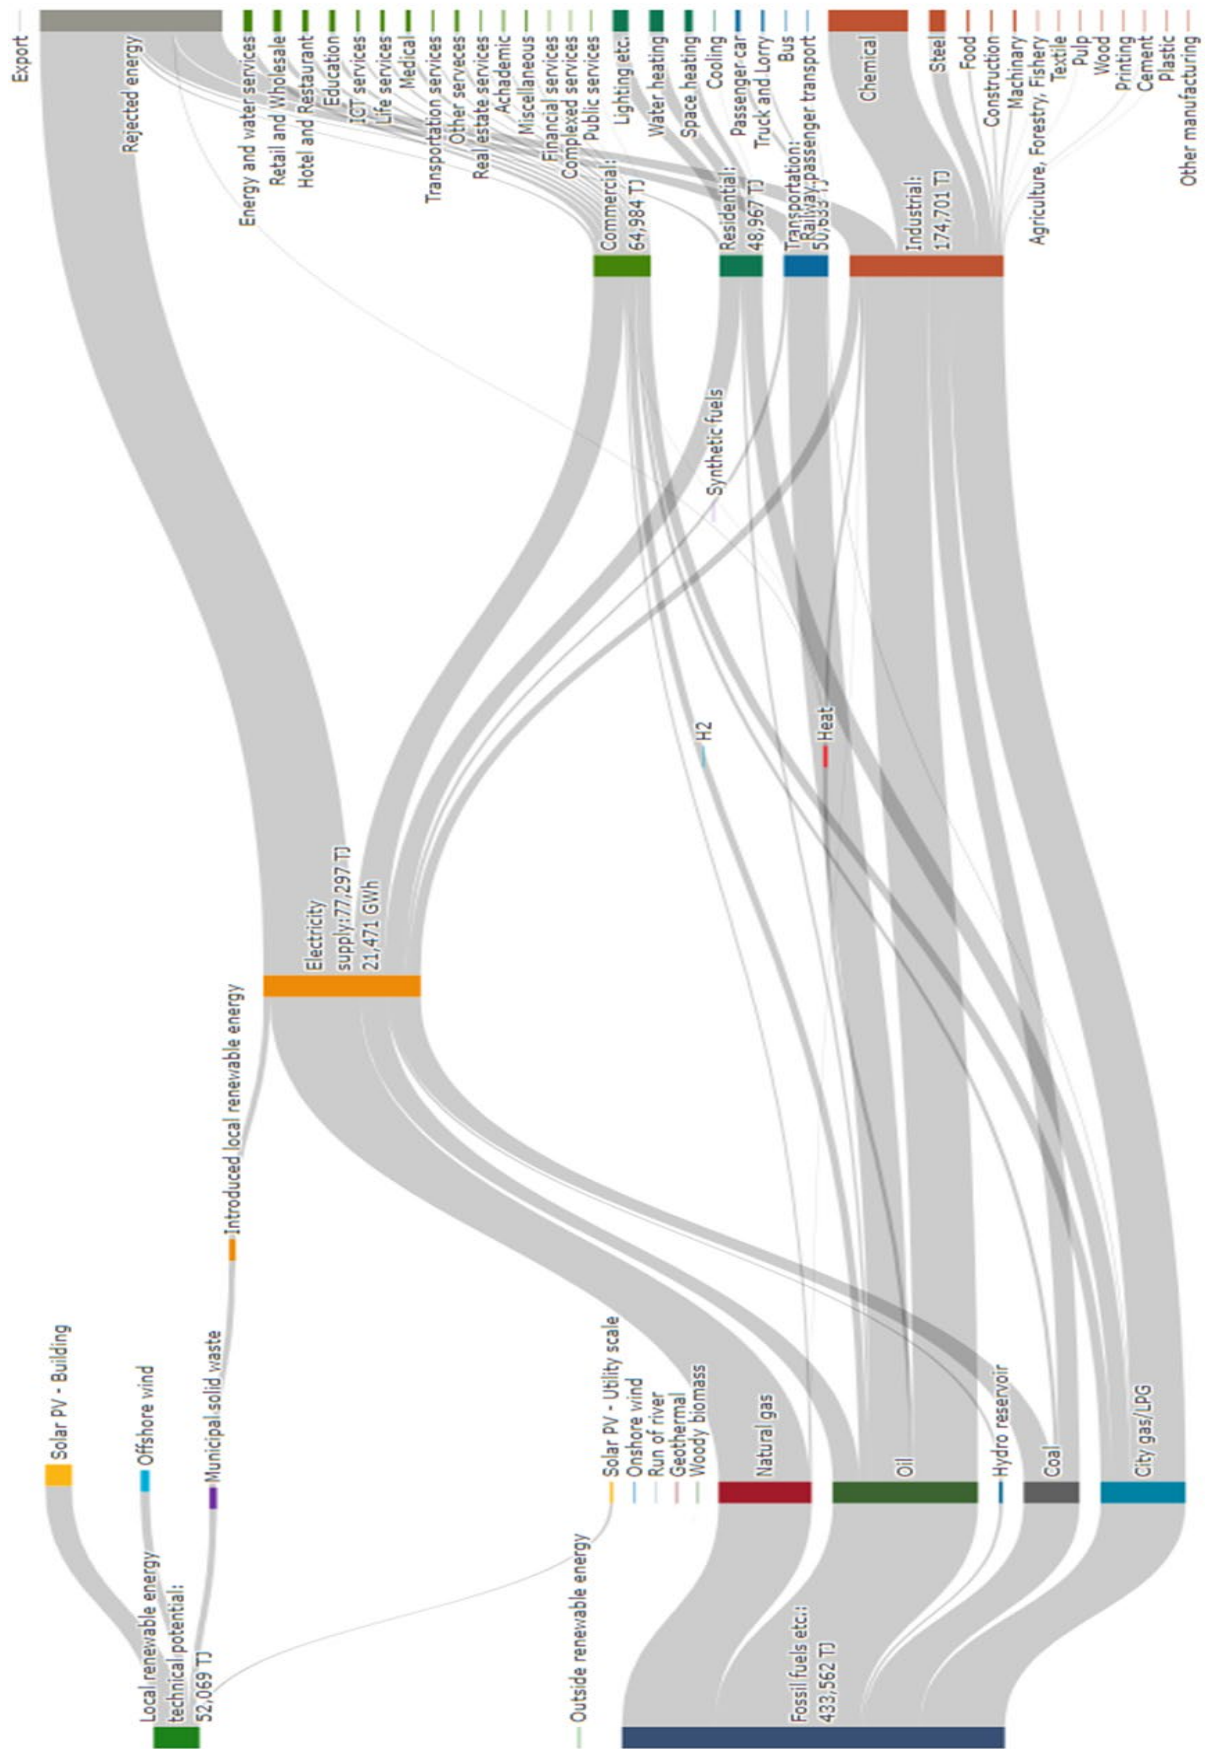 Local renewable energy
technical potential:
52,069 TJ
Outside renewable energy
Fossil fuels etc.:
433,562 TJ
Solar PV - Building
Offshore wind
Municipal solid waste
Solar PV - Utility scale
Onshore wind
Run of river
Geothermal
Woody biomass
Natural gas
Oil
Hydro reservoir
Coal
City gas/LPG
Introduced local renewable energy
Electricity
supply:77,297 TJ
21,471 GWh
H2
Heat
Synthetic fuels
Commercial:
64,984 TJ
Residential:
48,967 TJ
Transportation:
Industrial:
174,701 TJ
Export
Rejected energy
Energy and water services
Retail and Wholesale
Hotel and Restaurant
Education
ICT services
Life services
Medical
Transportation services
Other serveces
Real estate services
Achademic
Miscellaneous
Financial services
Complexed services
Public services
Lighting etc.
Water heating
Space heating
Cooling
Passenger car
Truck and Lorry
Bus
Railway passenger transport
Chemical
Steel
Food
Construction
Machinary
Agriculture, Forestry, Fishery
Textile
Pulp
Wood
Printing
Cement
Plastic
Other manufacturing